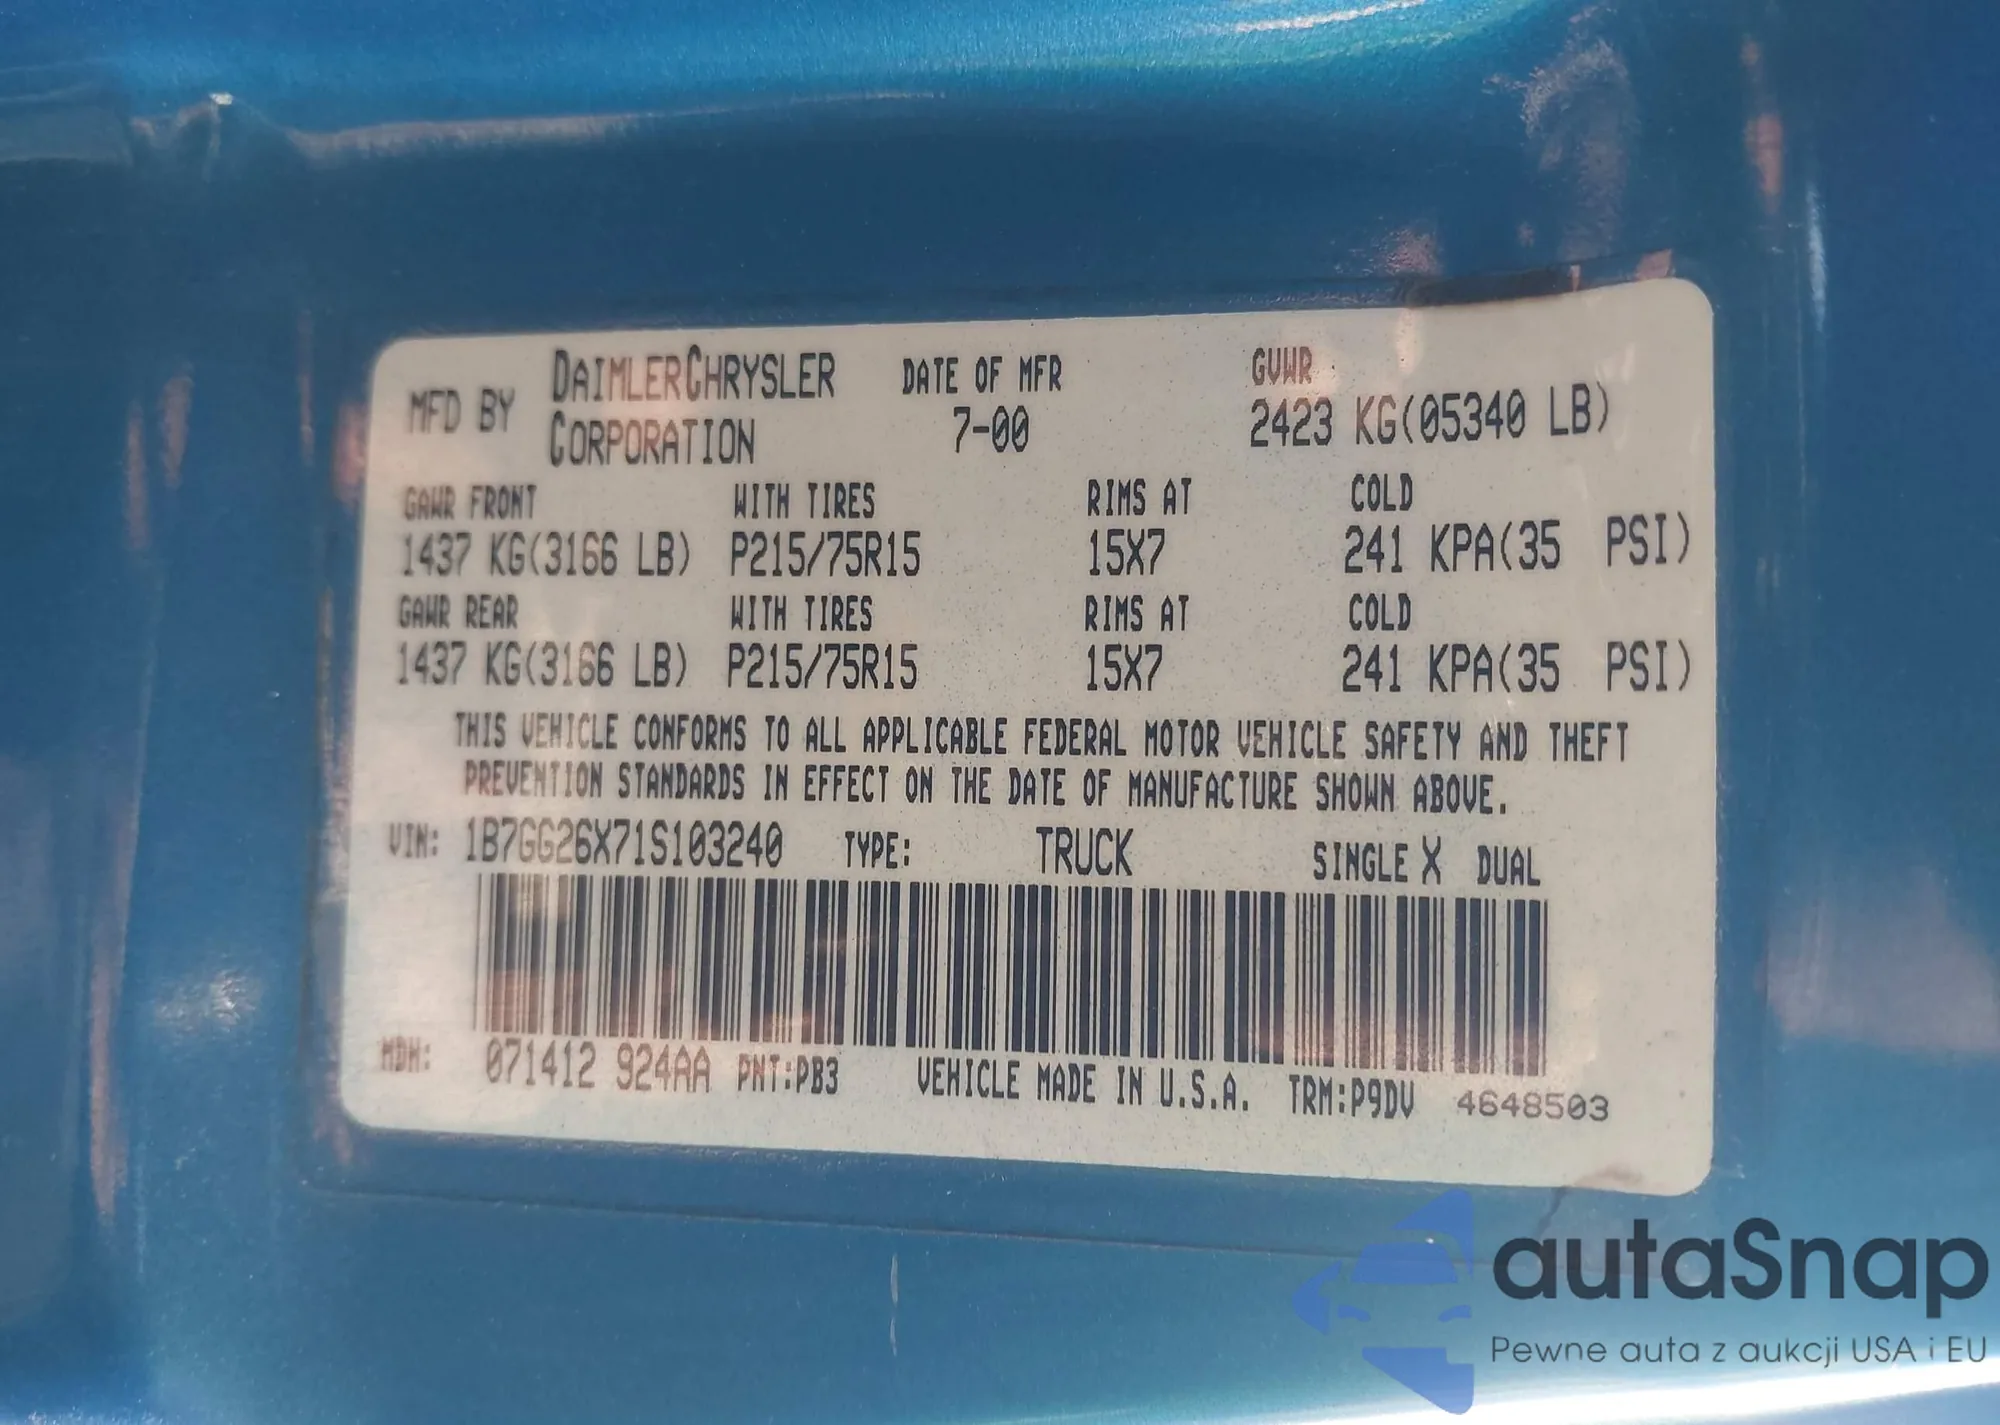 MFD BY DAIMLERCHRYSLER CORPORATION DATE OF MFR 7-00 GVWR 2423 KG(05340 LB)
GAWR FRONT WITH TIRES RIMS AT COLD
1437 KG(3166 LB) P215/75R15 15X7 241 KPA(35 PSI)
GAWR REAR WITH TIRES RIMS AT COLD
1437 KG(3166 LB) P215/75R15 15X7 241 KPA(35 PSI)
THIS VEHICLE CONFORMS TO ALL APPLICABLE FEDERAL MOTOR VEHICLE SAFETY AND THEFT
PREVENTION STANDARDS IN EFFECT ON THE DATE OF MANUFACTURE SHOWN ABOVE.
VIN: 1B7GG26X71S103240 TYPE: TRUCK SINGLE X DUAL
MDH: 071412 924AA PNT:PB3 VEHICLE MADE IN U.S.A. TRM:P9DV 4648503
autaSnap
Pewne auta z aukcji USA i EU